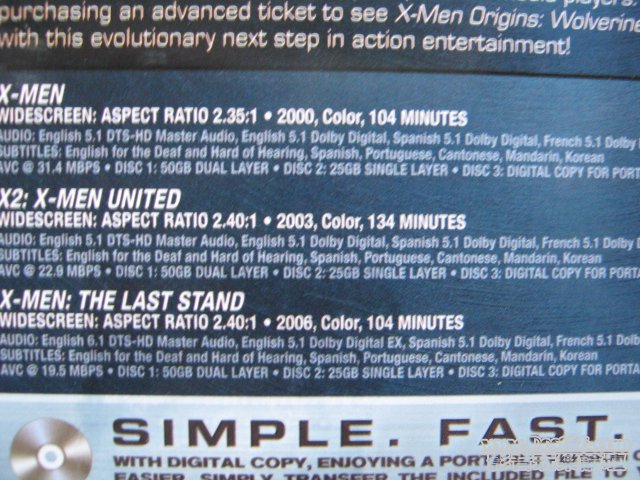 purchasing an advanced ticket to see X-Men Origins: Wolverine
with this evolutionary next step in action entertainment!
X-MEN
WIDESCREEN: ASPECT RATIO 2.35:1 • 2000, Color, 104 MINUTES
AUDIO: English 5.1 DTS-HD Master Audio, English 5.1 Dolby Digital, Spanish 5.1 Dolby Digital, French 5.1 Dolby D
SUBTITLES: English for the Deaf and Hard of Hearing, Spanish, Portuguese, Cantonese, Mandarin, Korean
AVC @ 31.4 MBPS • DISC 1: 50GB DUAL LAYER • DISC 2: 25GB SINGLE LAYER • DISC 3: DIGITAL COPY FOR PORTA
X2: X-MEN UNITED
WIDESCREEN: ASPECT RATIO 2.40:1 • 2003, Color, 134 MINUTES
AUDIO: English 5.1 DTS-HD Master Audio, English 5.1 Dolby Digital, Spanish 5.1 Dolby Digital, French 5.1 Dolby D
SUBTITLES: English for the Deaf and Hard of Hearing, Spanish, Portuguese, Cantonese, Mandarin, Korean
AVC @ 22.9 MBPS • DISC 1: 50GB DUAL LAYER • DISC 2: 25GB SINGLE LAYER • DISC 3: DIGITAL COPY FOR PORTA
X-MEN: THE LAST STAND
WIDESCREEN: ASPECT RATIO 2.40:1 • 2006, Color, 104 MINUTES
AUDIO: English 6.1 DTS-HD Master Audio, English 5.1 Dolby Digital EX, Spanish 5.1 Dolby Digital, French 5.1 Dolb
SUBTITLES: English for the Deaf and Hard of Hearing, Spanish, Portuguese, Cantonese, Mandarin, Korean
AVC @ 19.5 MBPS • DISC 1: 50GB DUAL LAYER • DISC 2: 25GB SINGLE LAYER • DISC 3: DIGITAL COPY FOR PORTA
SIMPLE. FAST.
WITH DIGITAL COPY, ENJOYING A PORTABLE VERSION O
EASIER. SIMPLY TRANSFER THE INCLUDED FILE TO